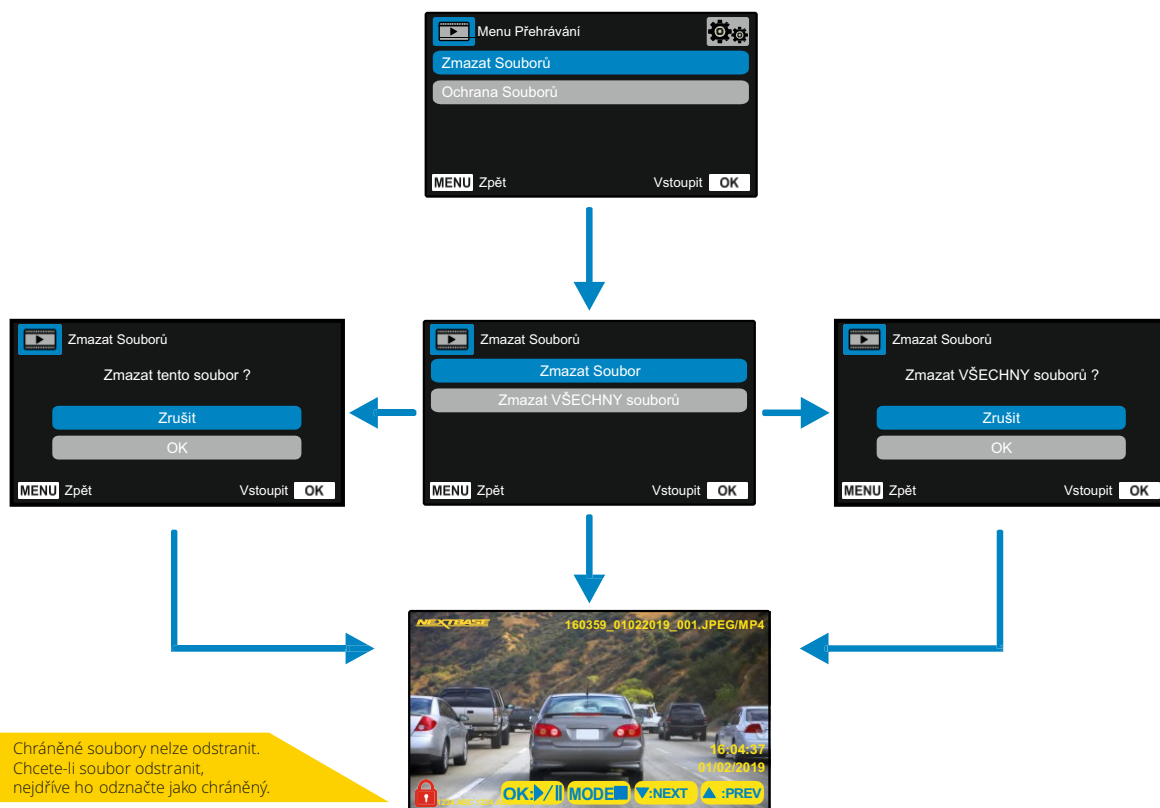 Menu Přehrávání
Zmazat Souborů
Ochrana Souborů
MENU Zpět Vstoupit OK
Zmazat Souborů
Zmazat tento soubor ?
Zrušit
OK
MENU Zpět Vstoupit OK
Zmazat Souborů
Zmazat Soubor
Zmazat VŠECHNY souborů
MENU Zpět Vstoupit OK
Zmazat Souborů
Zmazat VŠECHNY souborů ?
Zrušit
OK
MENU Zpět Vstoupit OK
NEXTBASE 160359_01022019_001.JPEG/MP4
16:04:37
01/02/2019
OK: MODE :NEXT :PREV
Chráněné soubory nelze odstranit.
Chcete-li soubor odstranit,
nejdříve ho odznačte jako chráněný.